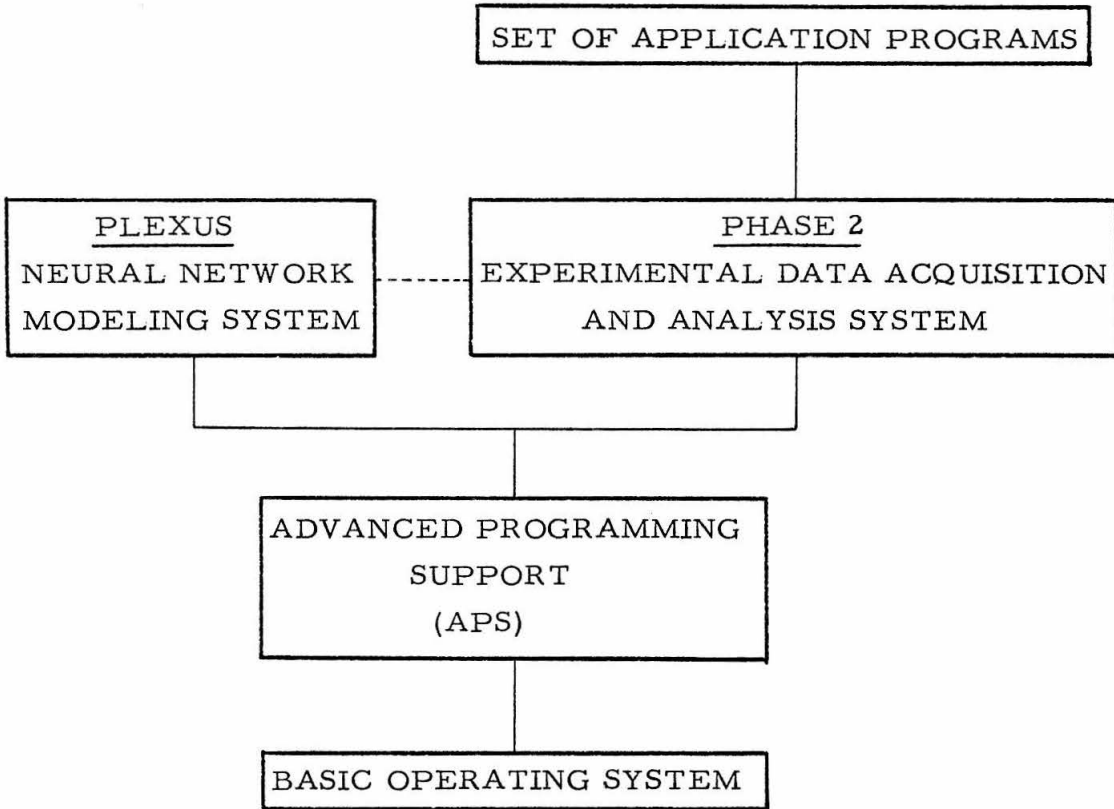 SET OF APPLICATION PROGRAMS
PLEXUS
NEURAL NETWORK
MODELING SYSTEM
PHASE 2
EXPERIMENTAL DATA ACQUISITION
AND ANALYSIS SYSTEM
ADVANCED PROGRAMMING
SUPPORT
(APS)
BASIC OPERATING SYSTEM